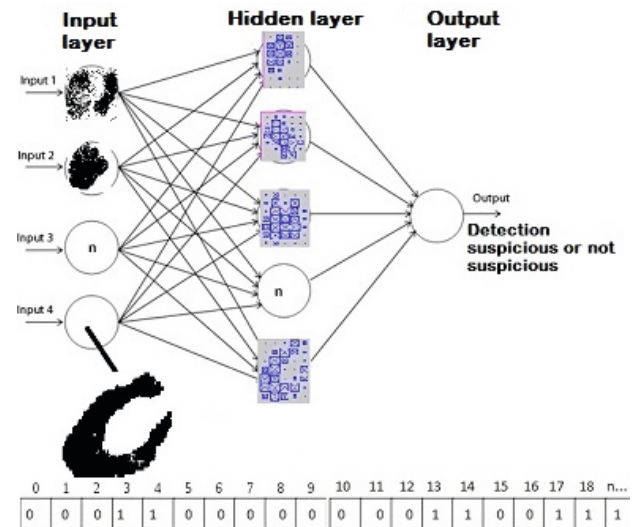 Input
layer
Hidden layer
Output
layer
Input 1
Input 2
Input 3
n
Input 4
n
Output
Detection
suspicious or not
suspicious
0 1 2 3 4 5 6 7 8 9 10 11 12 13 14 15 16 17 18 n...
0 0 0 1 1 0 0 0 0 0 0 0 0 1 1 0 0 1 1 1